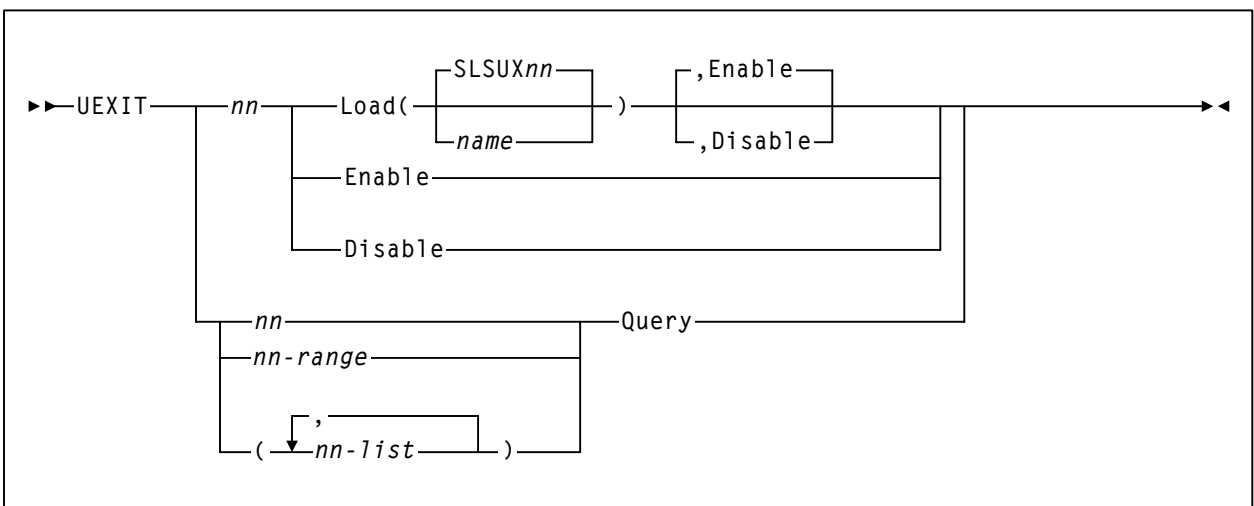 SLSUXnn ,Enable
UEXIT nn Load( )
name ,Disable
Enable
Disable
nn Query
nn-range
,
( nn-list )